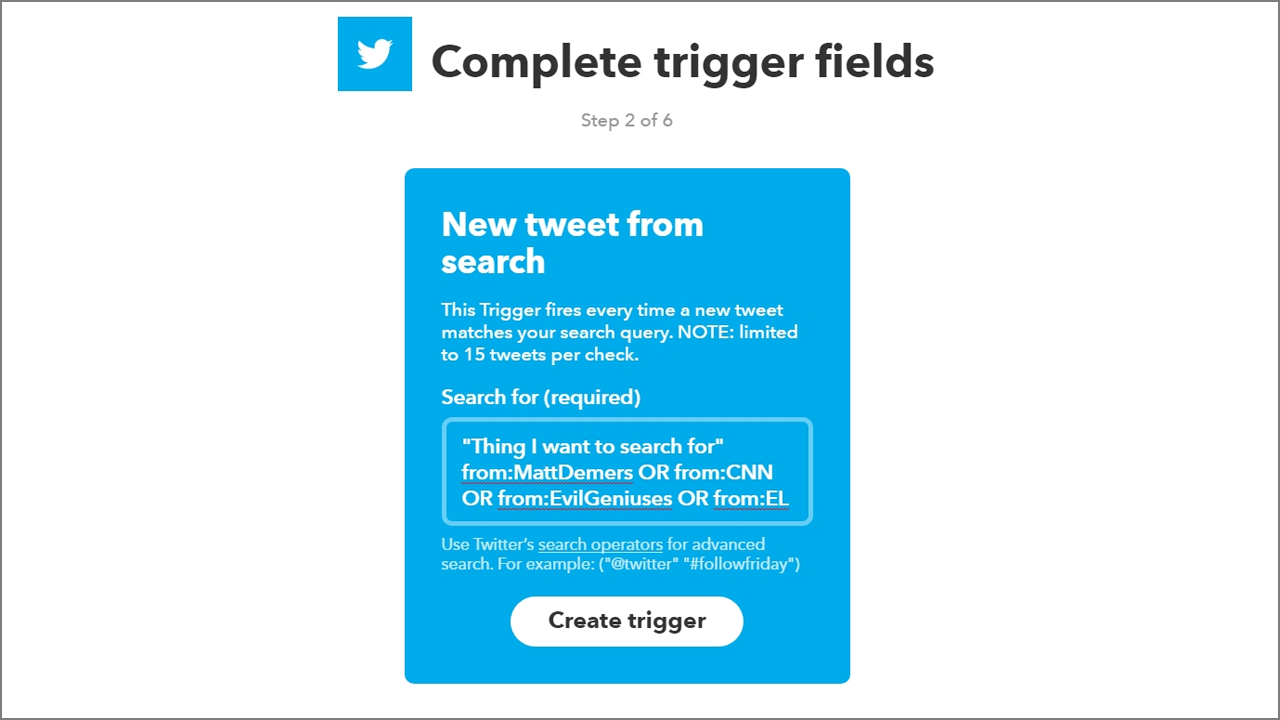 Complete trigger fields
Step 2 of 6
New tweet from
search
This Trigger fires every time a new tweet
matches your search query. NOTE: limited
to 15 tweets per check.
Search for (required)
"Thing I want to search for"
from:MattDemers OR from:CNN
OR from:EvilGeniuses OR from:EL
Use Twitter’s search operators for advanced
search. For example: ("@twitter" "#followfriday")
Create trigger